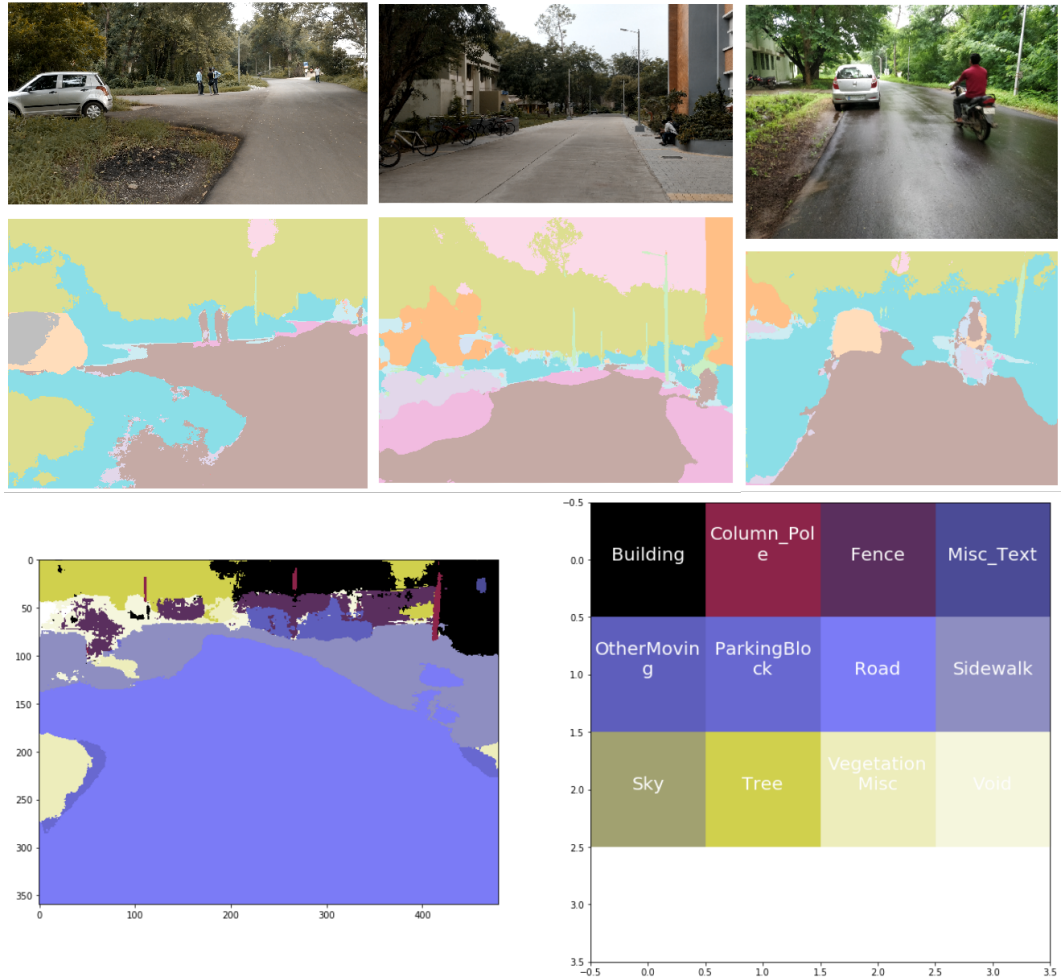 −0.5
0.0
0.5
1.0
1.5
2.0
2.5
3.0
3.5
Building
Column_Pol
e
Fence
Misc_Text
OtherMovin
g
ParkingBlo
ck
Road
Sidewalk
Sky
Tree
Vegetation
Misc
Void
−0.5 0.0 0.5 1.0 1.5 2.0 2.5 3.0 3.5
0
50
100
150
200
250
300
350
0 100 200 300 400